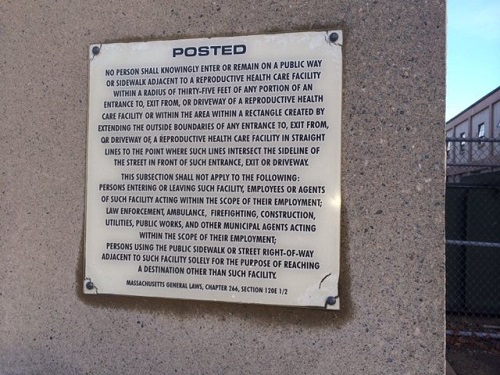 POSTED
NO PERSON SHALL KNOWINGLY ENTER OR REMAIN ON A PUBLIC WAY
OR SIDEWALK ADJACENT TO A REPRODUCTIVE HEALTH CARE FACILITY
WITHIN A RADIUS OF THIRTY-FIVE FEET OF ANY PORTION OF AN
ENTRANCE TO, EXIT FROM, OR DRIVEWAY OF A REPRODUCTIVE HEALTH
CARE FACILITY OR WITHIN THE AREA WITHIN A RECTANGLE CREATED BY
EXTENDING THE OUTSIDE BOUNDARIES OF ANY ENTRANCE TO, EXIT FROM,
OR DRIVEWAY OF, A REPRODUCTIVE HEALTH CARE FACILITY IN STRAIGHT
LINES TO THE POINT WHERE SUCH LINES INTERSECT THE SIDELINE OF
THE STREET IN FRONT OF SUCH ENTRANCE, EXIT OR DRIVEWAY.
THIS SUBSECTION SHALL NOT APPLY TO THE FOLLOWING:
PERSONS ENTERING OR LEAVING SUCH FACILITY, EMPLOYEES OR AGENTS
OF SUCH FACILITY ACTING WITHIN THE SCOPE OF THEIR EMPLOYMENT;
LAW ENFORCEMENT, AMBULANCE, FIREFIGHTING, CONSTRUCTION,
UTILITIES, PUBLIC WORKS, AND OTHER MUNICIPAL AGENTS ACTING
WITHIN THE SCOPE OF THEIR EMPLOYMENT;
PERSONS USING THE PUBLIC SIDEWALK OR STREET RIGHT-OF-WAY
ADJACENT TO SUCH FACILITY SOLELY FOR THE PURPOSE OF REACHING
A DESTINATION OTHER THAN SUCH FACILITY.
MASSACHUSETTS GENERAL LAWS, CHAPTER 266, SECTION 120E 1/2